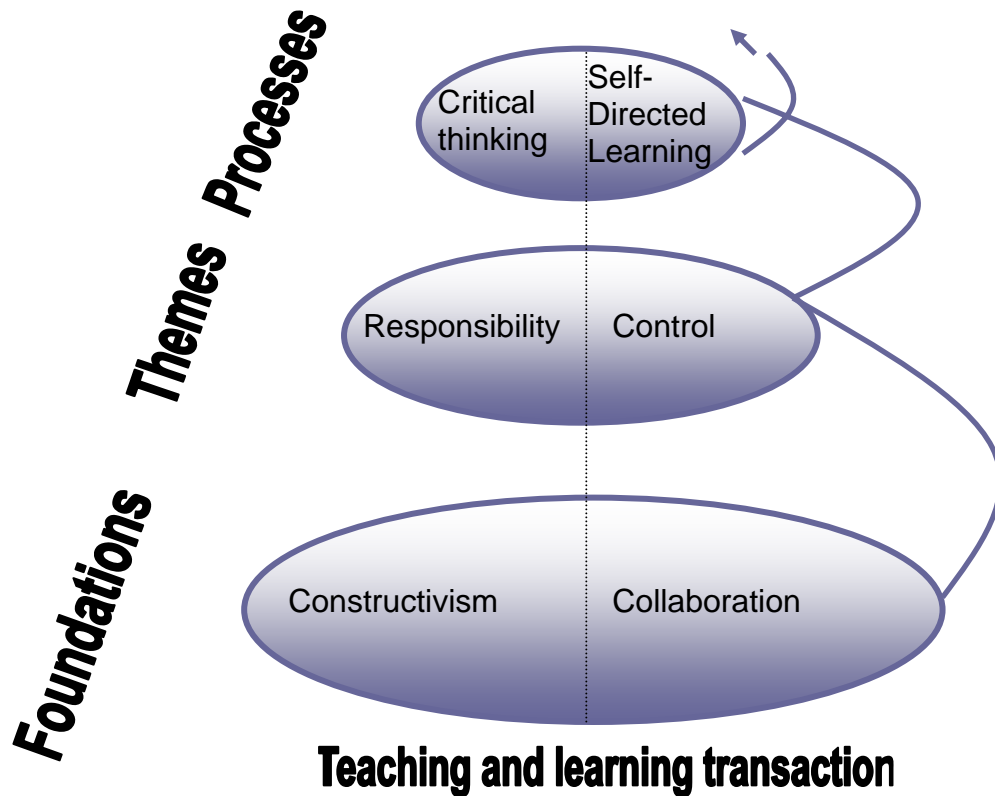 Processes
Critical
thinking
Self-
Directed
Learning
Themes
Responsibility
Control
Foundations
Constructivism
Collaboration
Teaching and learning transaction